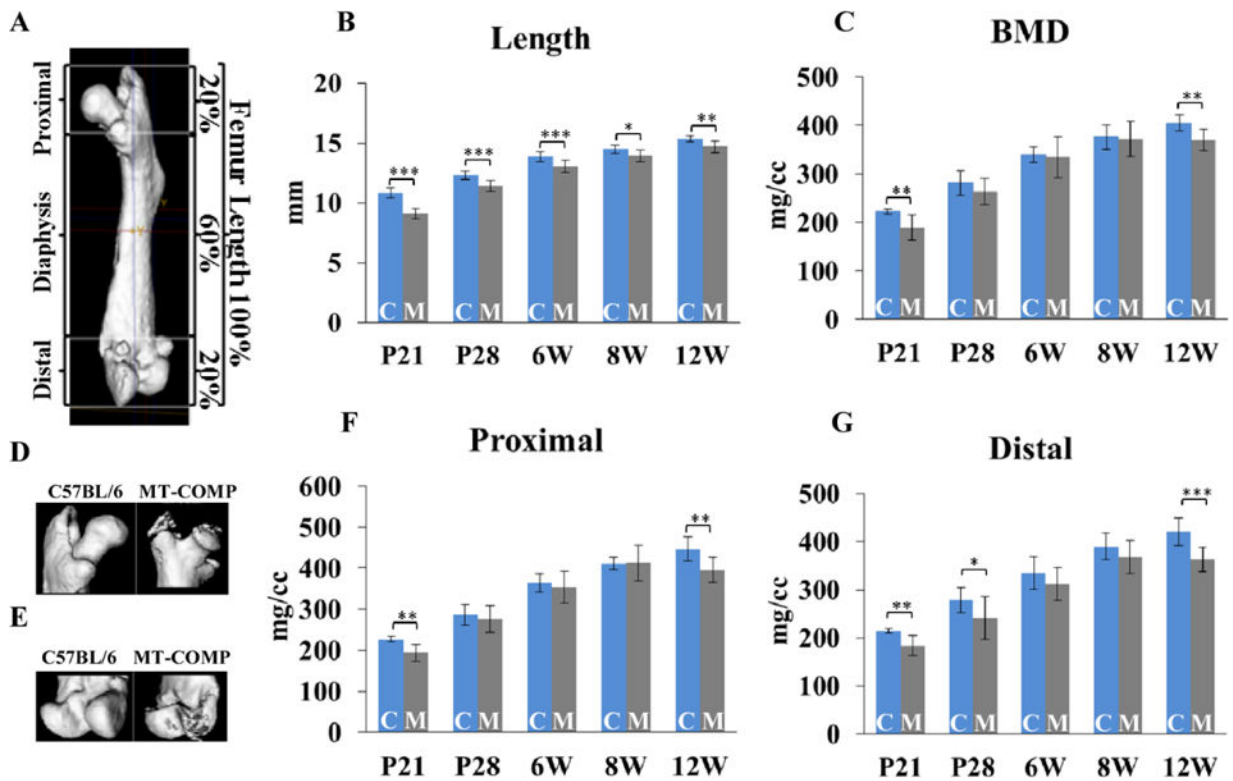 A
Proximal
Diaphysis
Distal
20%
60%
20%
Femur Length 100%
Y
Y
B
Length
mm
20
15
10
5
0
***
***
***
*
**
C M C M C M C M C M
P21 P28 6W 8W 12W
C
BMD
mg/cc
500
400
300
200
100
0
**
**
C M C M C M C M C M
P21 P28 6W 8W 12W
D
C57BL/6 MT-COMP
E
C57BL/6 MT-COMP
F
Proximal
mg/cc
600
500
400
300
200
100
0
**
**
C M C M C M C M C M
P21 P28 6W 8W 12W
G
Distal
mg/cc
500
400
300
200
100
0
**
*
***
C M C M C M C M C M
P21 P28 6W 8W 12W